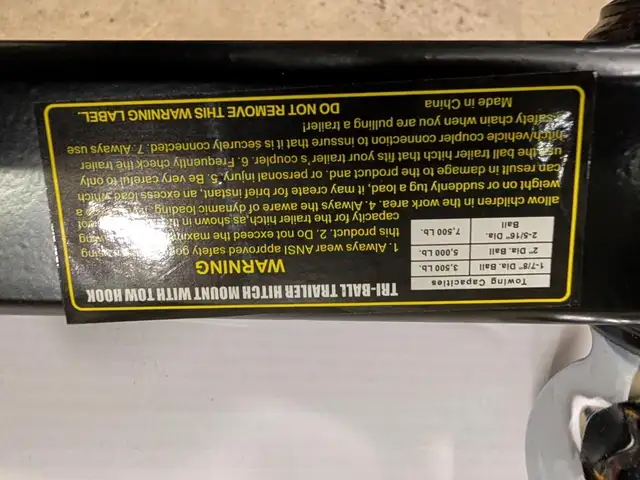 TRI-BALL TRAILER HITCH MOUNT WITH TOW HOOK
WARNING
Towing Capacities
1-7/8" Dia. Ball 3,500 Lb.
2" Dia. Ball 5,000 Lb.
2-5/16" Dia. Ball 7,500 Lb.
1. Always wear ANSI approved safety
this product. 2. Do not exceed the maximum
capacity for the trailer hich,as shown in
allow children in the work area. 4. Always be aware of dynamic loading. a
weight on or suddenly tug a load, it may create for brief instant, an excess load which
can result in damage to the product and. or personal injury. 5. Be very careful to only
use the ball trailer hitch that fits your trailer's coupler. 6. Frequently check the trailer
hitch/vehicle coupler connection to insure to that it is securely connected. 7. Always use
safety chain when you are pulling a trailer!
Made in China DO NOT REMOVE THIS WARNING LABEL.